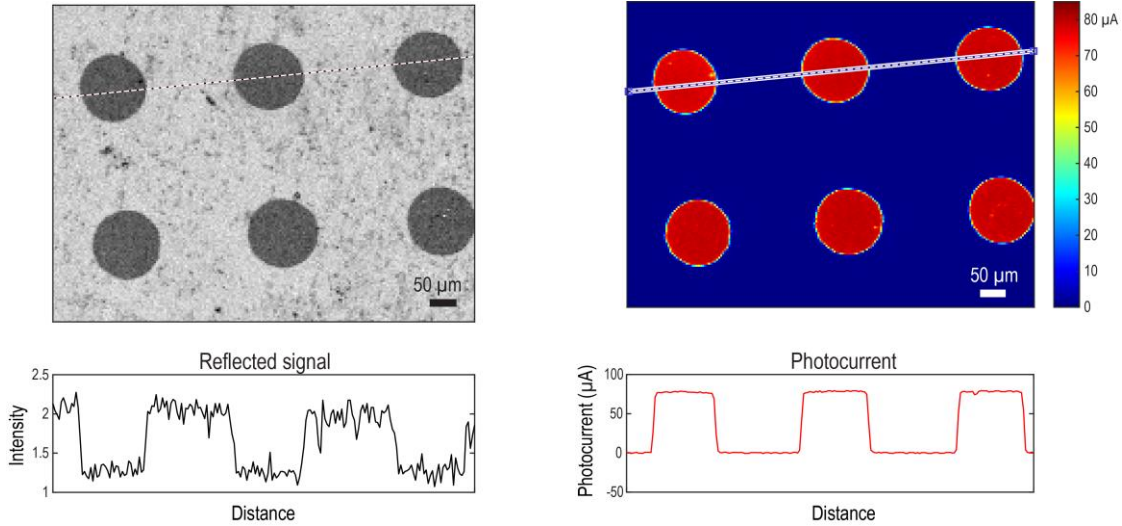 50 µm
50 µm
80 µA
70
60
50
40
30
20
10
0
Reflected signal
2.5
2
1.5
1
Intensity
Distance
Photocurrent
100
50
0
-50
Photocurrent (µA)
Distance